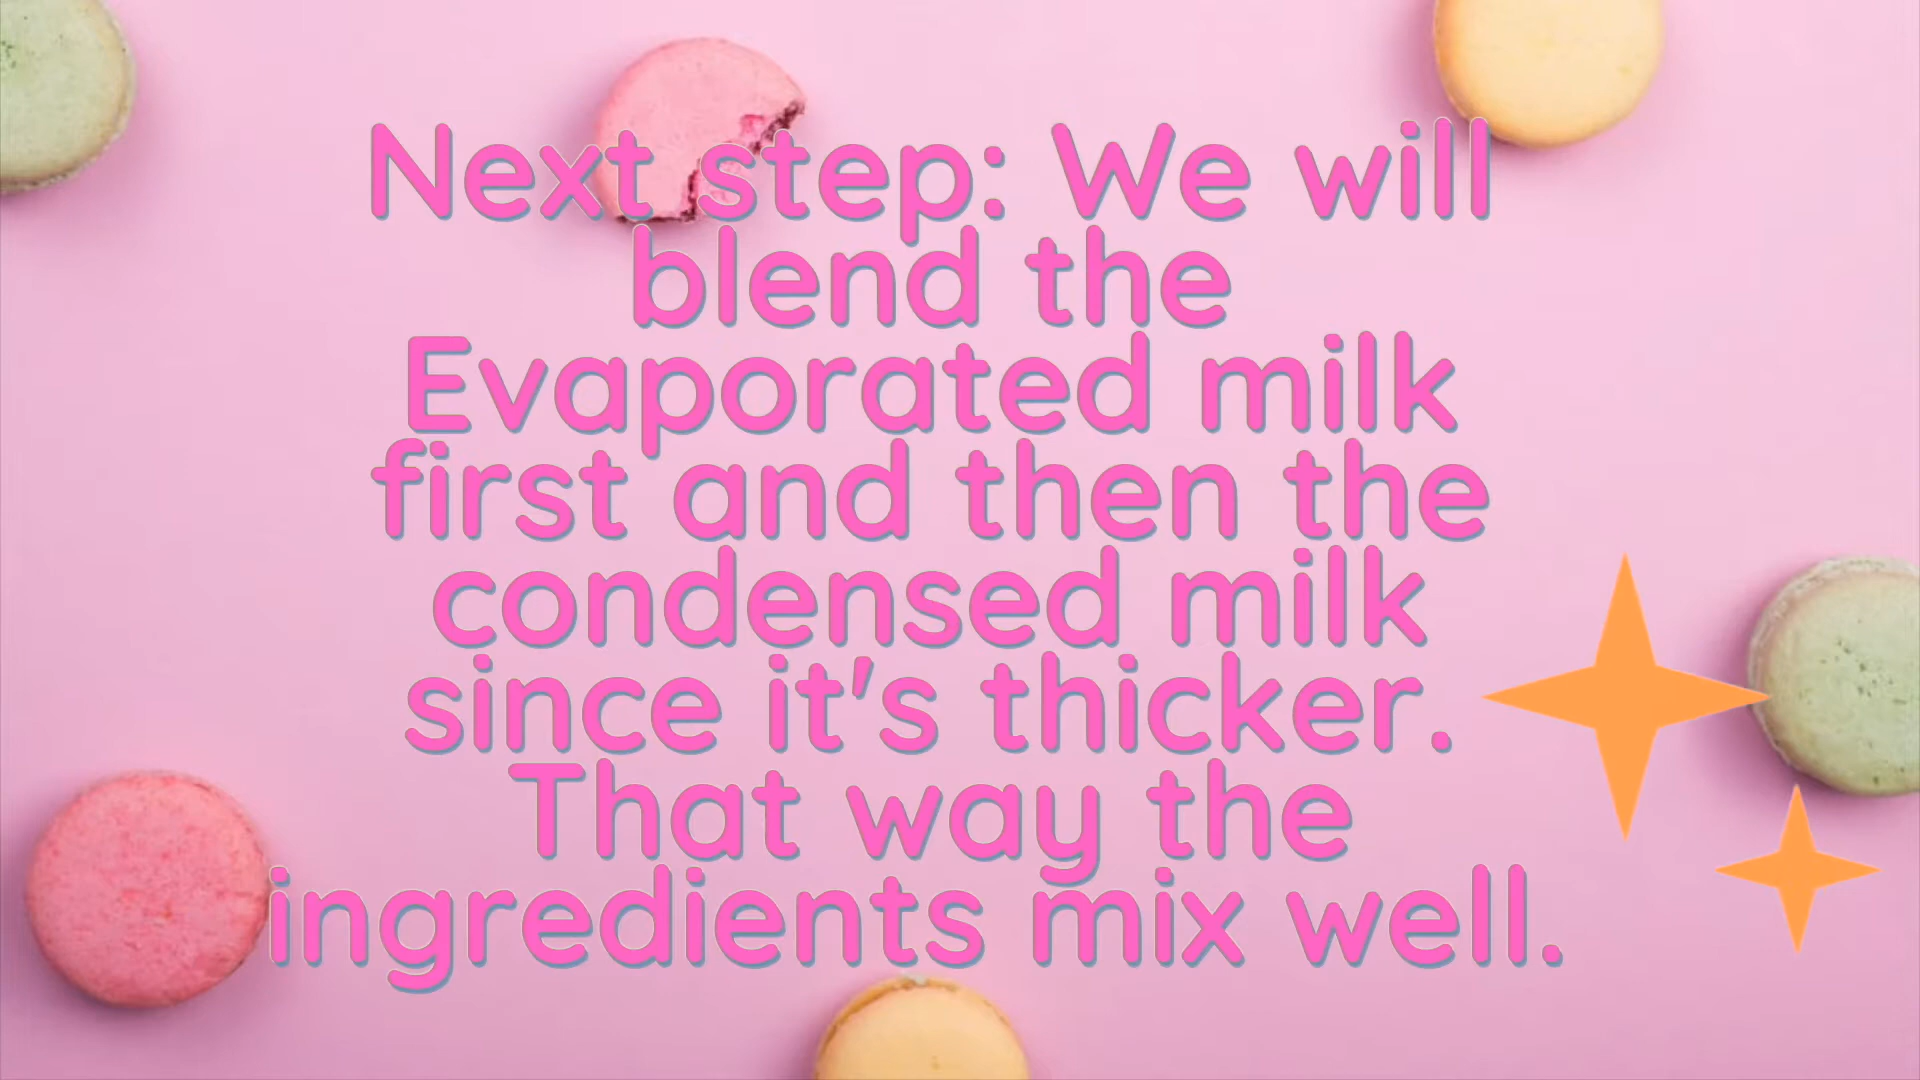 Next step: We will
blend the
Evaporated milk
first and then the
condensed milk
since it's thicker.
That way the
ingredients mix well.